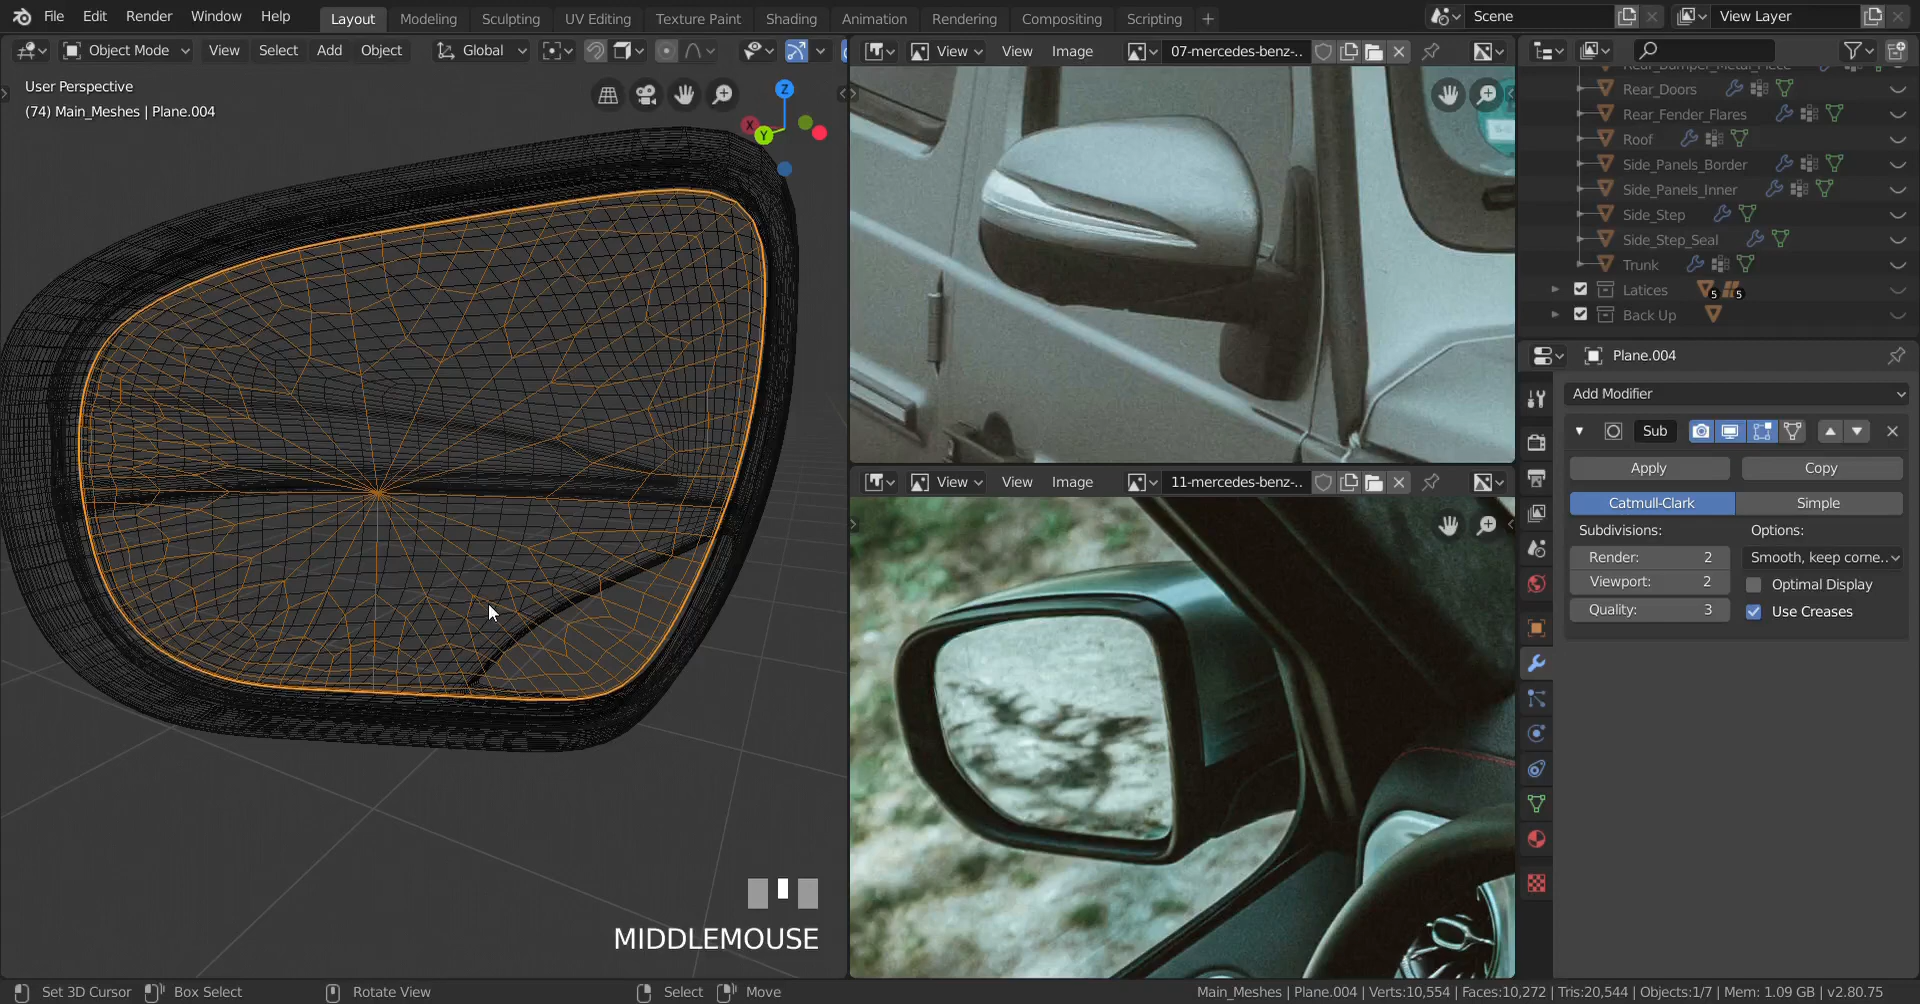 File Edit Render Window Help Layout Modeling Sculpting UV Editing Texture Paint Shading Animation Rendering Compositing Scripting + Scene View Layer
Object Mode View Select Add Object Global
User Perspective
(74) Main_Meshes | Plane.004
Z
X
Y
MIDDLEMOUSE
View View Image 07-mercedes-benz-..
View View Image 11-mercedes-benz-..
Rear_Doors
Rear_Fender_Flares
Roof
Side_Panels_Border
Side_Panels_Inner
Side_Step
Side_Step_Seal
Trunk
Latices 5 5
Back Up
Plane.004
Add Modifier
Sub
Apply Copy
Catmull-Clark Simple
Subdivisions: Options:
Render: 2 Smooth, keep corne..
Viewport: 2 Optimal Display
Quality: 3 Use Creases
Set 3D Cursor Box Select Rotate View Select Move Main_Meshes | Plane.004 | Verts:10,554 | Faces:10,272 | Tris:20,544 | Objects:1/7 | Mem: 1.09 GB | v2.80.75